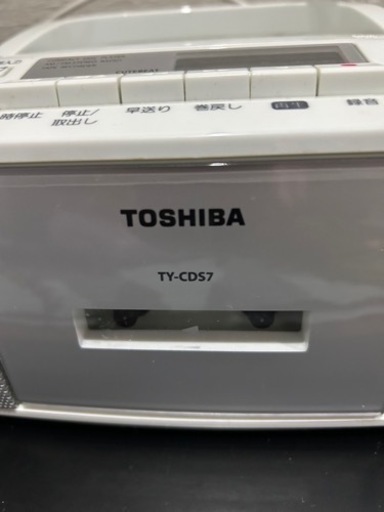 CUTEBEAT
時停止 停止/ 早送り 巻戻し 再生 録音
取出し
TOSHIBA
TY-CDS7